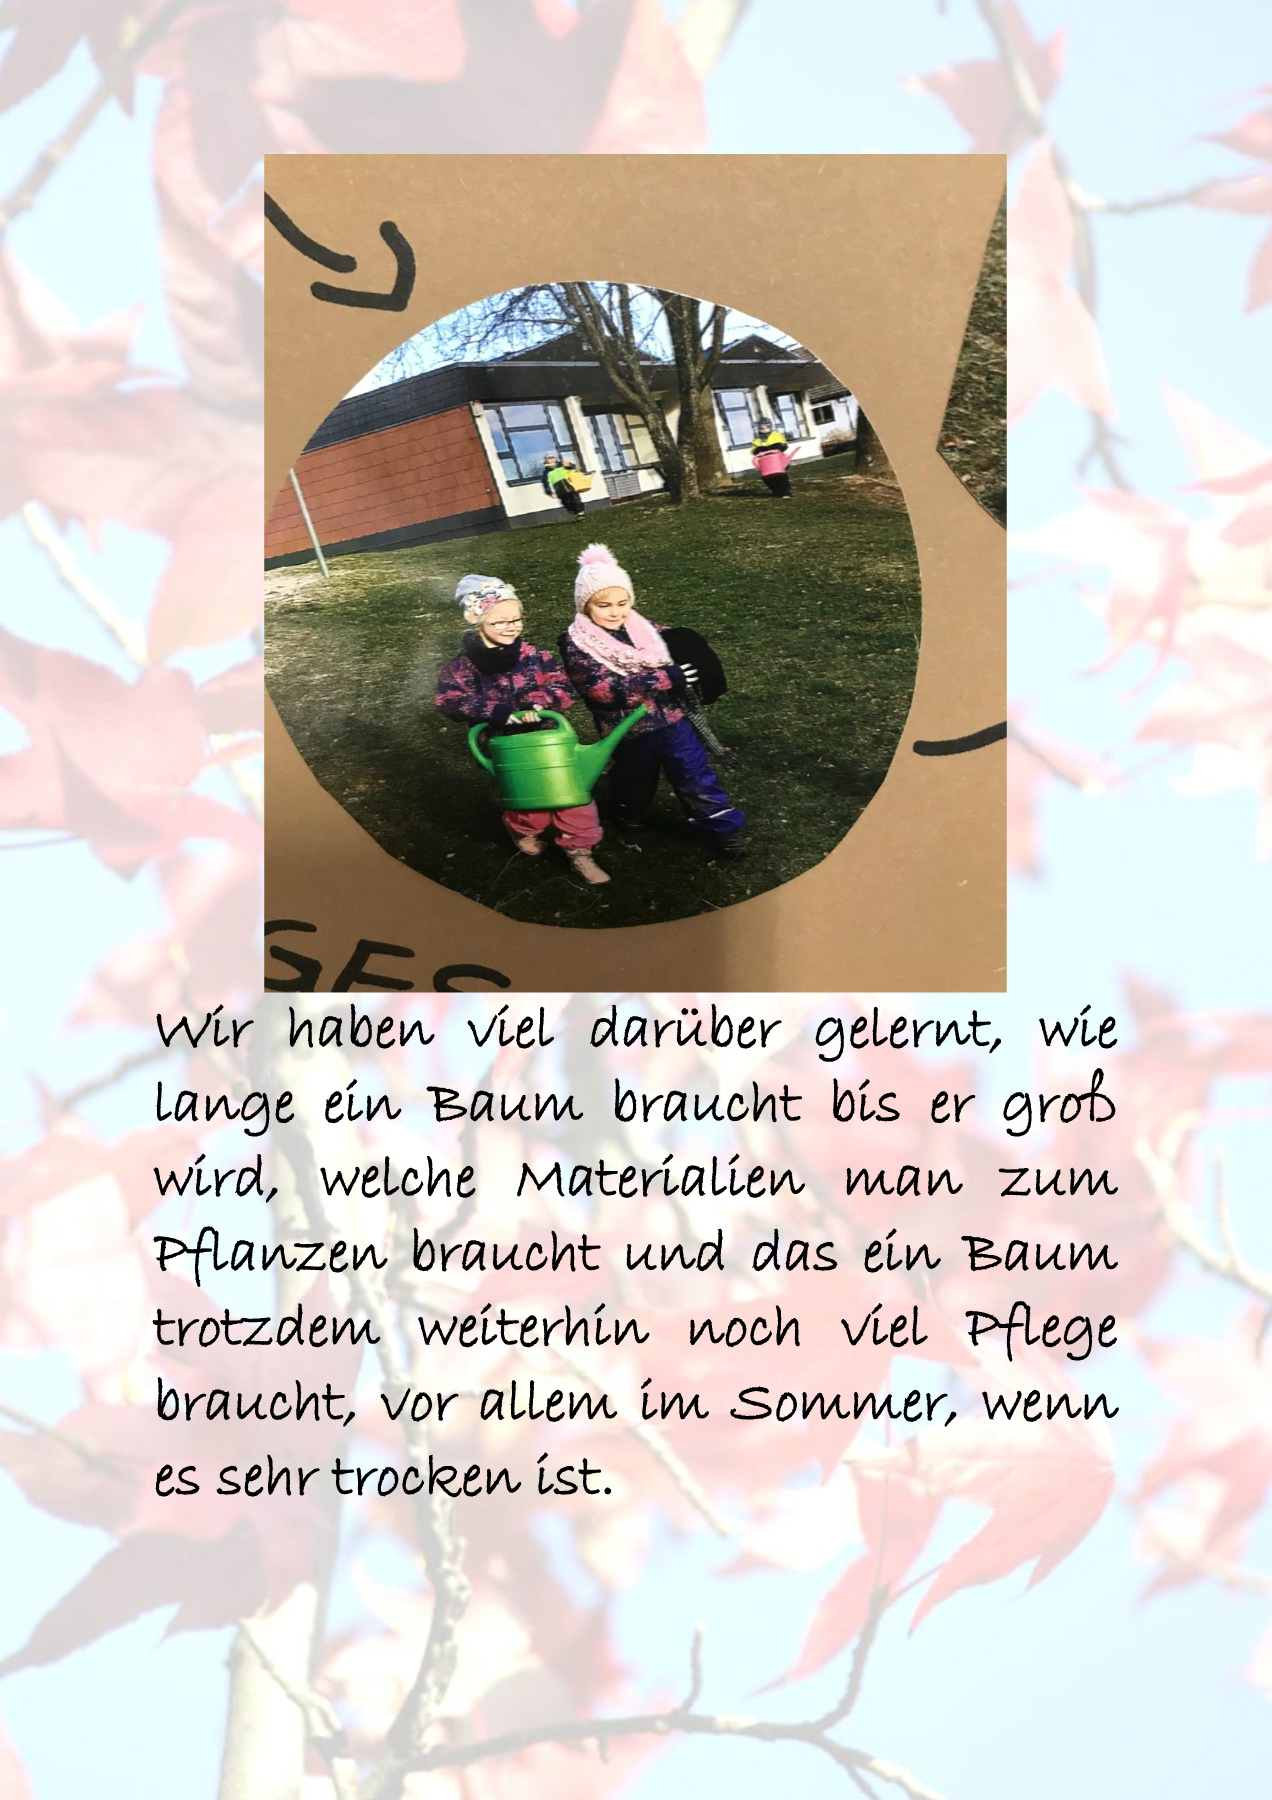 GES
Wir haben viel darüber gelernt, wie
lange ein Baum braucht bis er groß
wird, welche Materialien man zum
Pflanzen braucht und das ein Baum
trotzdem weiterhin noch viel Pflege
braucht, vor allem im Sommer, wenn
es sehr trocken ist.